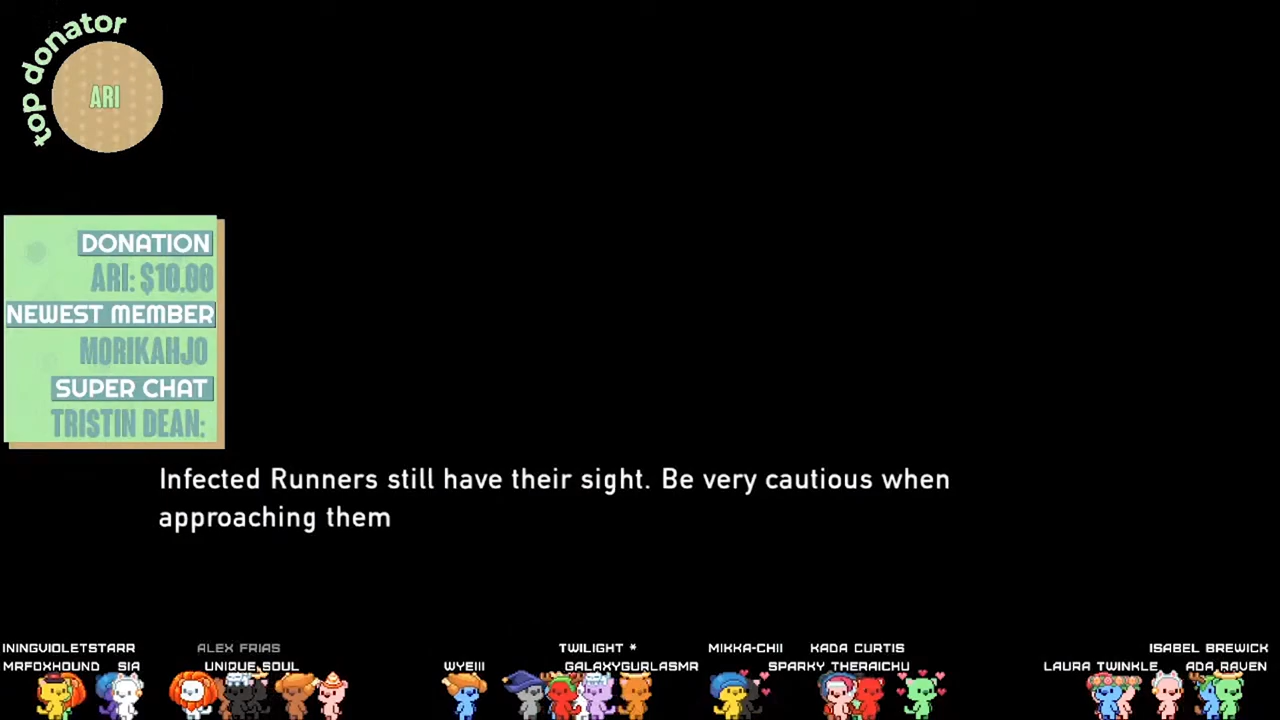 top donator
ARI
DONATION
ARI: $10.00
NEWEST MEMBER
MORIKAHJO
SUPER CHAT
TRISTIN DEAN:
Infected Runners still have their sight. Be very cautious when
approaching them
ININGVIOLETSTARR ALEX FRIAS TWILIGHT * MIKKA-CHII KADA CURTIS ISABEL BREWICK
MRFOXHOUND SIA UNIQUE SOUL WYEIII GALAXYGURLASMR SPARKY THERAICHU LAURA TWINKLE ADA RAVEN